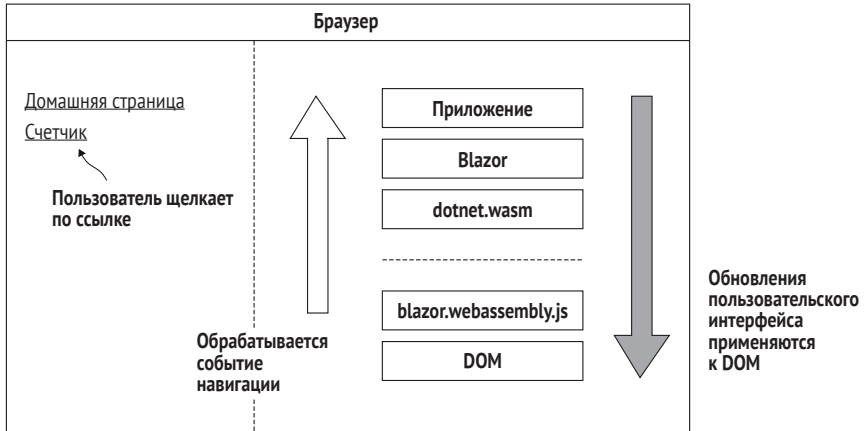 Браузер
Домашняя страница
Счетчик
Пользователь щелкает
по ссылке
Обрабатывается
событие
навигации
Приложение
Blazor
dotnet.wasm
blazor.webassembly.js
DOM
Обновления
пользовательского
интерфейса
применяются
к DOM